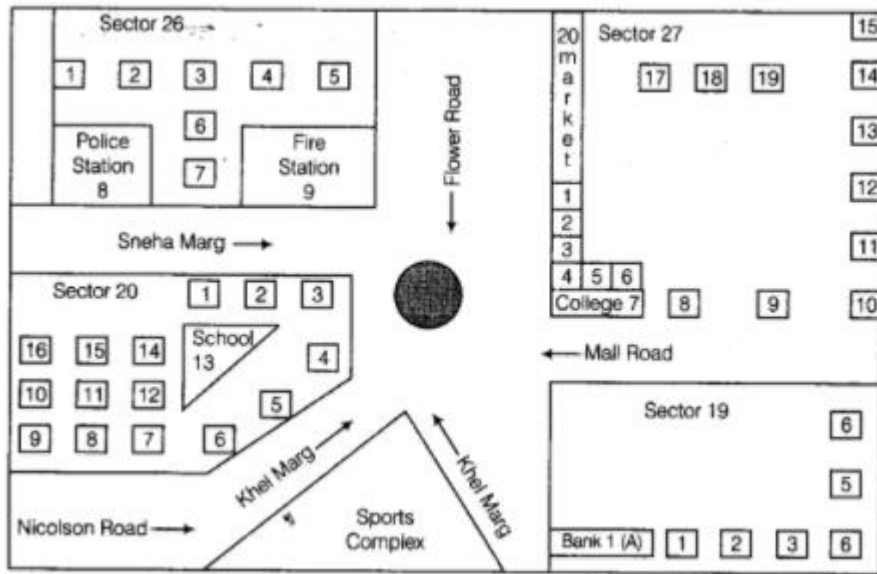 Sector 26
1 2 3 4 5
6
7
Police
Station
8
Fire
Station
9
Sneha Marg
Flower Road
20
market
1
2
3
4 5 6
College 7
8 9 10
Sector 27
17 18 19
15
14
13
12
11
Mall Road
Sector 20
1 2 3
School
13
4
5
6
16 15 14
10 11 12
9 8 7
Khel Marg
Nicolson Road
Sports
Complex
Khel Marg
Sector 19
6
5
Bank 1 (A) 1 2 3 6